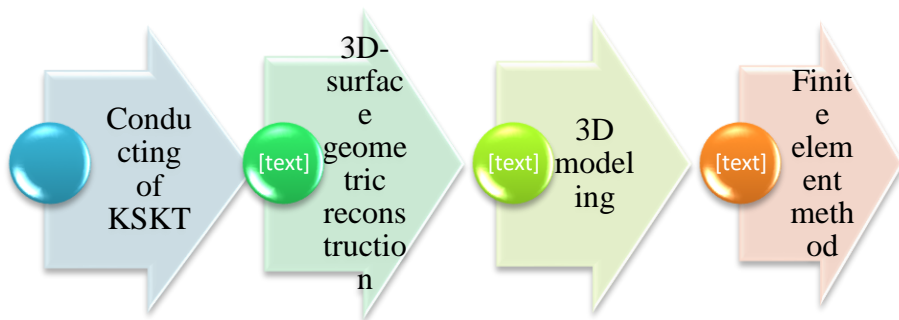 Condu
cting
of
KSKT
[text]
3D-
surfac
e
geome
tric
recons
tructio
n
[text]
3D
model
ing
[text]
Finit
e
elem
ent
meth
od